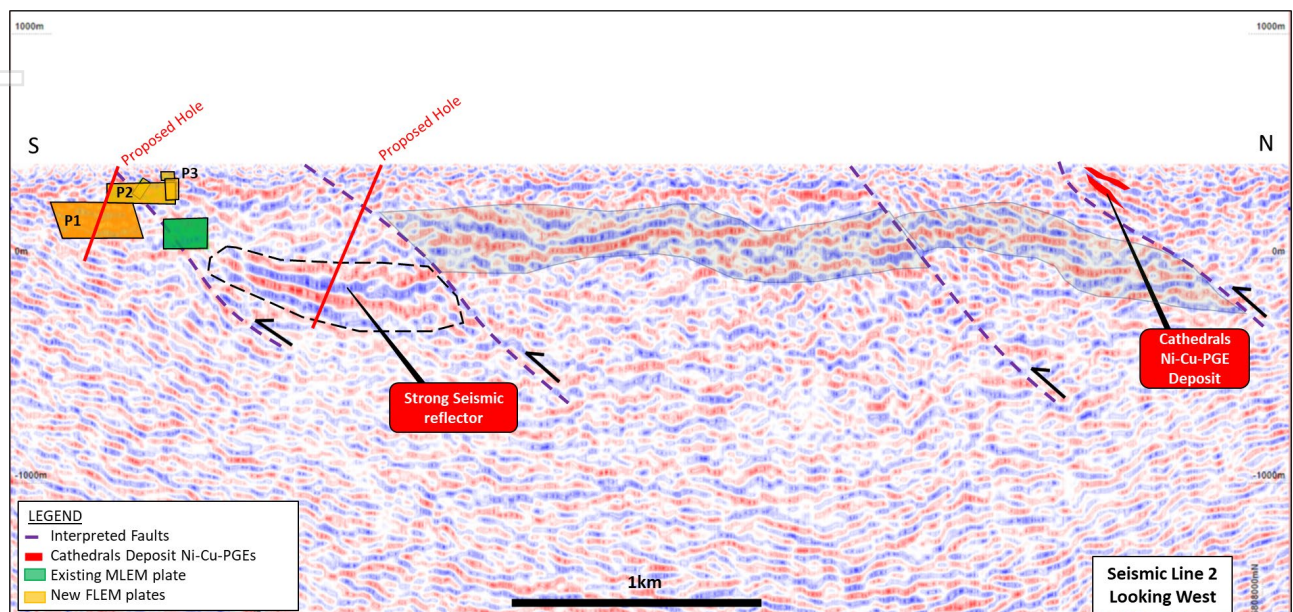 1000m
1000m
S
N
Proposed Hole
Proposed Hole
P1
P2
P3
0m
0m
Cathedrals
Ni-Cu-PGE
Deposit
Strong Seismic
reflector
-1000m
-1000m
LEGEND
Interpreted Faults
Cathedrals Deposit Ni-Cu-PGEs
Existing MLEM plate
New FLEM plates
1km
Seismic Line 2
Looking West